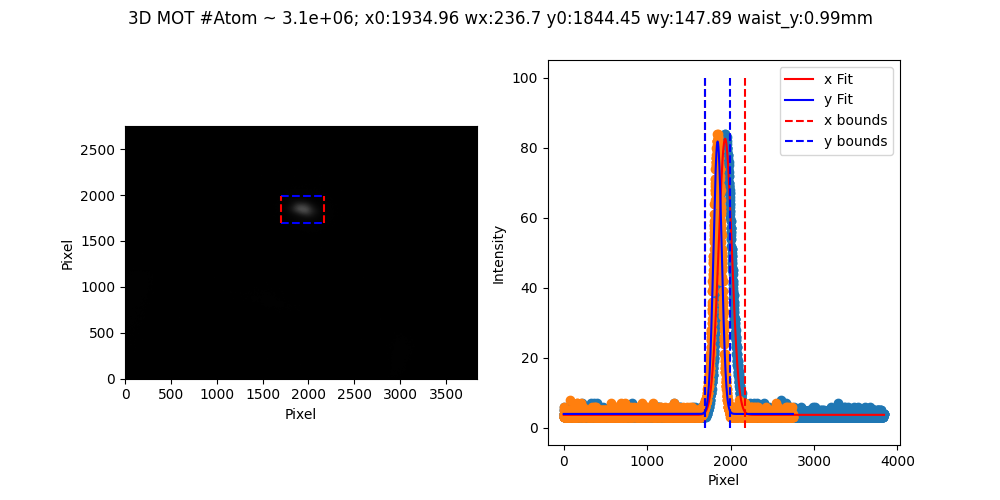 3D MOT #Atom ~ 3.1e+06; x0:1934.96 wx:236.7 y0:1844.45 wy:147.89 waist_y:0.99mm
2500
2000
1500
1000
500
0
Pixel
0 500 1000 1500 2000 2500 3000 3500
Pixel
100
80
60
40
20
0
Intensity
0 1000 2000 3000 4000
Pixel
x Fit
y Fit
x bounds
y bounds